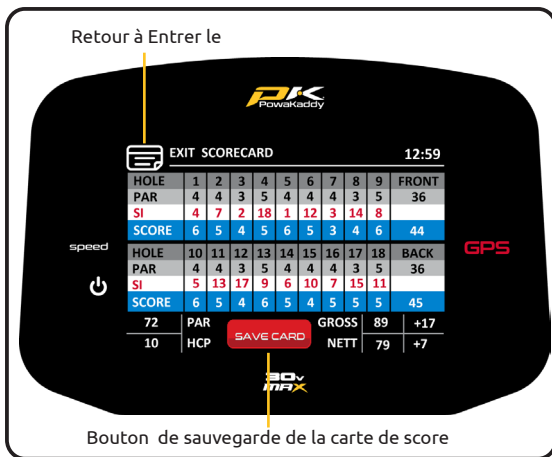 Retour à Entrer le
PK
PowaKaddy
EXIT SCORECARD 12:59
HOLE 1 2 3 4 5 6 7 8 9 FRONT
PAR 4 4 3 5 4 4 4 3 5 36
SI 4 7 2 18 1 12 3 14 8
SCORE 6 5 4 5 6 5 3 4 6 44
speed
GPS
HOLE 10 11 12 13 14 15 16 17 18 BACK
PAR 4 4 3 5 4 4 4 3 5 36
SI 5 13 17 9 6 10 7 15 11
SCORE 6 5 4 6 5 4 5 5 5 45
72 PAR SAVE CARD GROSS 89 +17
10 HCP NETT 79 +7
30v
MAX
Bouton de sauvegarde de la carte de score